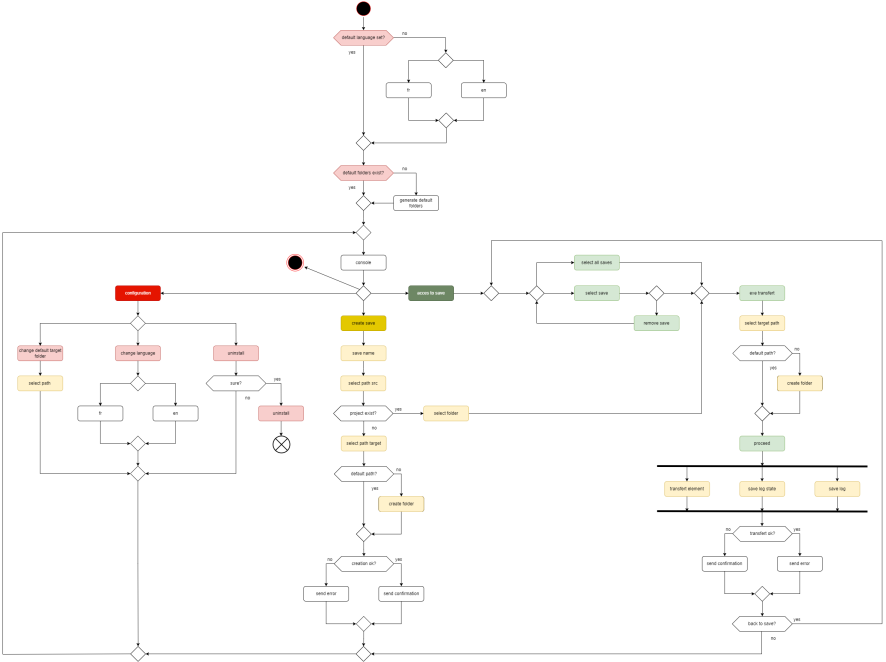 default language set?
no
yes
fr
en
default folders exist?
no
yes
generate default
folders
console
configuration
acces to save
select all saves
select save
remove save
exe transfert
create save
change default target
folder
change language
uninstall
select path
fr
en
sure?
yes
no
uninstall
save name
select path src
project exist?
yes
no
select folder
select path target
default path?
no
yes
create folder
creation ok?
no
yes
send error
send confirmation
select target path
default path?
no
yes
create folder
proceed
transfert element
save log state
save log
transfert ok?
no
yes
send confirmation
send error
back to save?
yes
no